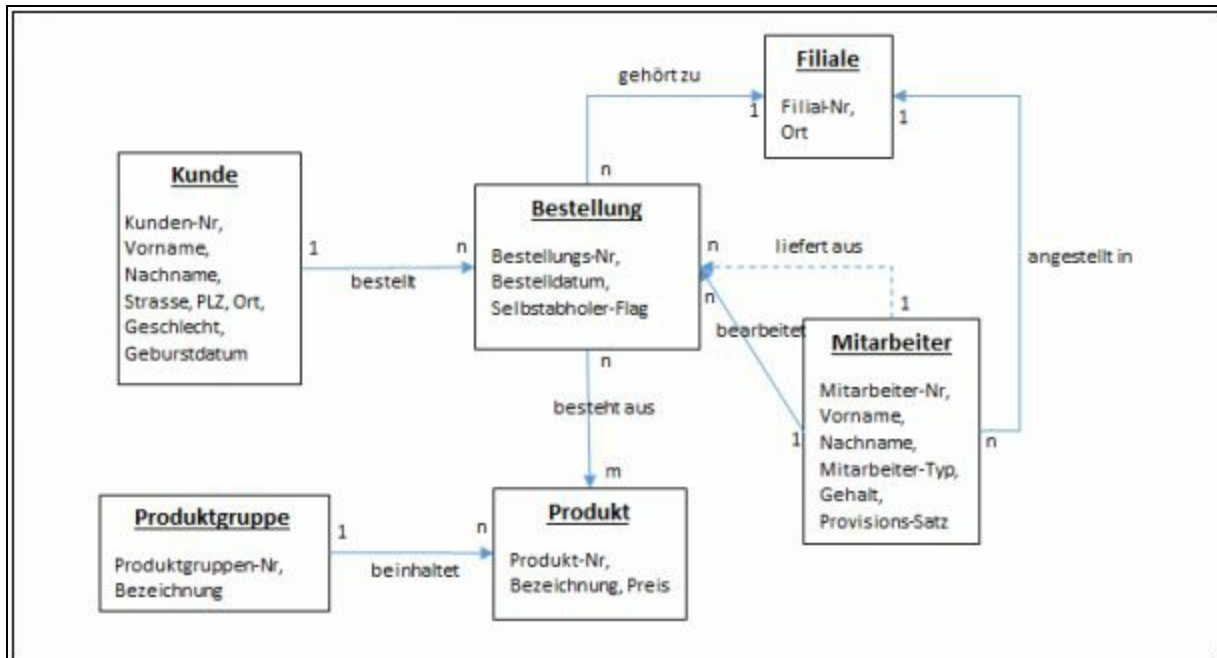 Filiale
Filial-Nr,
Ort
gehört zu
1
1
n
Kunde
Kunden-Nr,
Vorname,
Nachname,
Strasse, PLZ, Ort,
Geschlecht,
Geburstdatum
1
n
bestellt
Bestellung
Bestellungs-Nr,
Bestelldatum,
Selbstabholer-Flag
n
liefert aus
1
n
bearbeitet
1
angestellt in
n
Mitarbeiter
Mitarbeiter-Nr,
Vorname,
Nachname,
Mitarbeiter-Typ,
Gehalt,
Provisions-Satz
n
besteht aus
m
Produktgruppe
Produktgruppen-Nr,
Bezeichnung
1
n
beinhaltet
Produkt
Produkt-Nr,
Bezeichnung, Preis